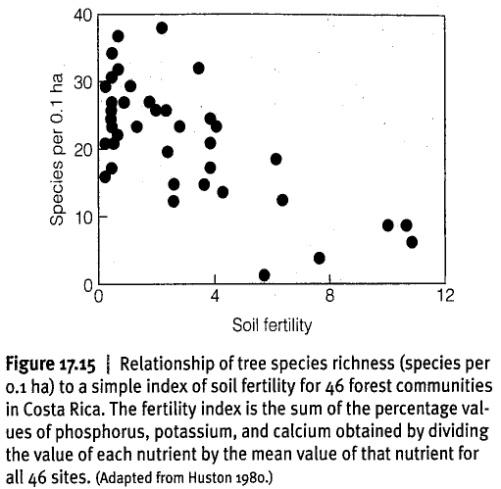 40
30
20
10
0
Species per 0.1 ha
0 4 8 12
Soil fertility
Figure 17.15 | Relationship of tree species richness (species per
0.1 ha) to a simple index of soil fertility for 46 forest communities
in Costa Rica. The fertility index is the sum of the percentage val-
ues of phosphorus, potassium, and calcium obtained by dividing
the value of each nutrient by the mean value of that nutrient for
all 46 sites. (Adapted from Huston 1980.)